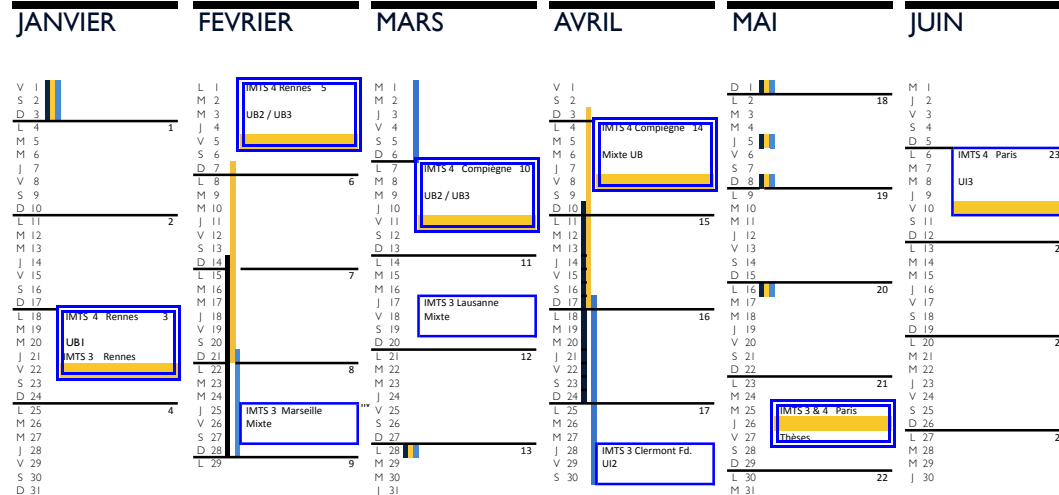 JANVIER
V 1
S 2
D 3
L 4 1
M 5
M 6
J 7
V 8
S 9
D 10
L 11 2
M 12
M 13
J 14
V 15
S 16
D 17
L 18 IMTS 4 Rennes 3
M 19
M 20 UB1
J 21 IMTS 3 Rennes
V 22
S 23
D 24
L 25 4
M 26
M 27
J 28
V 29
S 30
D 31
FEVRIER
L 1 IMTS 4 Rennes 5
M 2
M 3 UB2 / UB3
J 4
V 5
S 6
D 7
L 8 6
M 9
M 10
J 11
V 12
S 13
D 14
L 15 7
M 16
M 17
J 18
V 19
S 20
D 21
L 22 8
M 23
M 24
J 25 IMTS 3 Marseille
V 26 Mixte
S 27
D 28
L 29 9
MARS
M 1
M 2
J 3
V 4
S 5
D 6
L 7 IMTS 4 Compiègne 10
M 8
M 9 UB2 / UB3
J 10
V 11
S 12
D 13
L 14 11
M 15
M 16
J 17 IMTS 3 Lausanne
V 18 Mixte
S 19
D 20
L 21 12
M 22
M 23
J 24
V 25
S 26
D 27
L 28 13
M 29
M 30
J 31
AVRIL
V 1
S 2
D 3
L 4 IMTS 4 Compiègne 14
M 5
M 6 Mixte UB
J 7
V 8
S 9
D 10
L 11 15
M 12
M 13
J 14
V 15
S 16
D 17
L 18 16
M 19
M 20
J 21
V 22
S 23
D 24
L 25 17
M 26
M 27
J 28 IMTS 3 Clermont Fd.
V 29 UI2
S 30
MAI
D 1
L 2 18
M 3
M 4
J 5
V 6
S 7
D 8
L 9 19
M 10
M 11
J 12
V 13
S 14
D 15
L 16 20
M 17
M 18
J 19
V 20
S 21
D 22
L 23 21
M 24
M 25 IMTS 3 & 4 Paris
J 26
V 27 Thèses
S 28
D 29
L 30 22
M 31
JUIN
M 1
J 2
V 3
S 4
D 5
L 6 IMTS 4 Paris 23
M 7
M 8 UI3
J 9
V 10
S 11
D 12
L 13 2
M 14
M 15
J 16
V 17
S 18
D 19
L 20 2
M 21
M 22
J 23
V 24
S 25
D 26
L 27 2
M 28
M 29
J 30